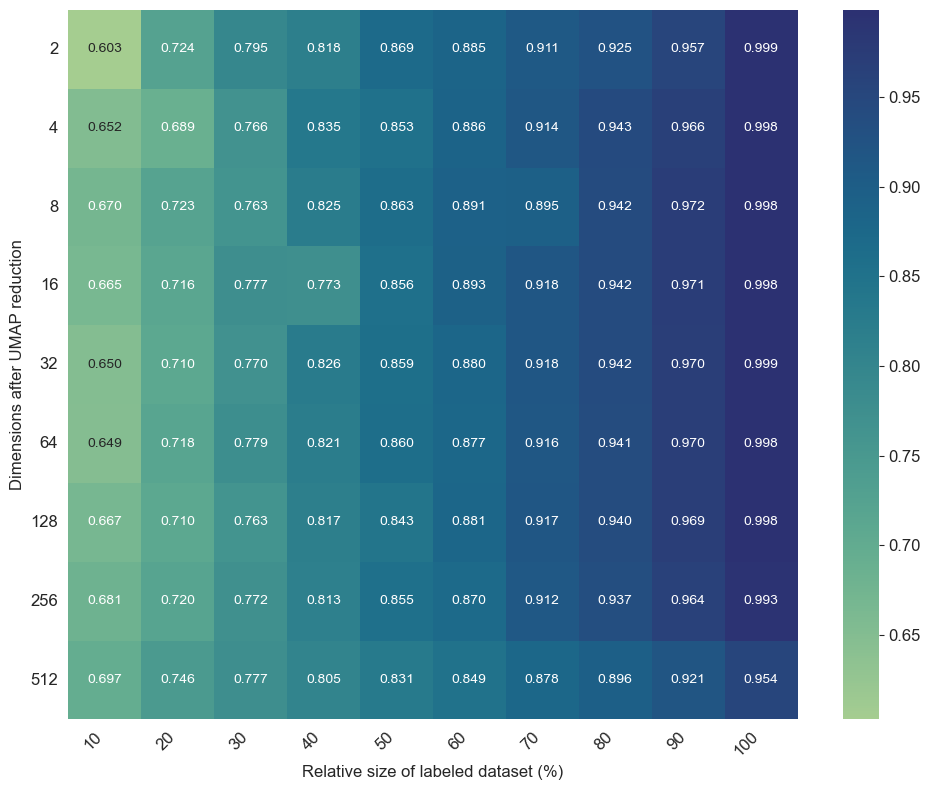 2 0.603 0.724 0.795 0.818 0.869 0.885 0.911 0.925 0.957 0.999
4 0.652 0.689 0.766 0.835 0.853 0.886 0.914 0.943 0.966 0.998
8 0.670 0.723 0.763 0.825 0.863 0.891 0.895 0.942 0.972 0.998
16 0.665 0.716 0.777 0.773 0.856 0.893 0.918 0.942 0.971 0.998
32 0.650 0.710 0.770 0.826 0.859 0.880 0.918 0.942 0.970 0.999
64 0.649 0.718 0.779 0.821 0.860 0.877 0.916 0.941 0.970 0.998
128 0.667 0.710 0.763 0.817 0.843 0.881 0.917 0.940 0.969 0.998
256 0.681 0.720 0.772 0.813 0.855 0.870 0.912 0.937 0.964 0.993
512 0.697 0.746 0.777 0.805 0.831 0.849 0.878 0.896 0.921 0.954
10 20 30 40 50 60 70 80 90 100
Relative size of labeled dataset (%)
Dimensions after UMAP reduction
0.95
0.90
0.85
0.80
0.75
0.70
0.65